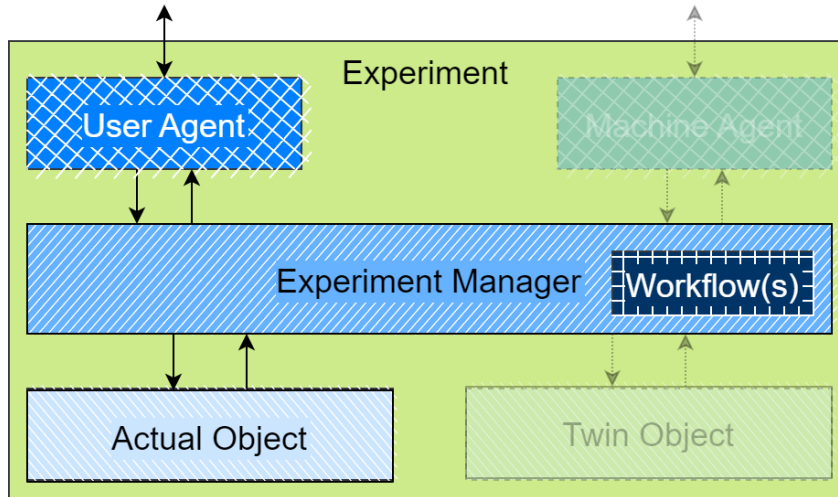 Experiment
User Agent
Machine Agent
Experiment Manager
Workflow(s)
Actual Object
Twin Object